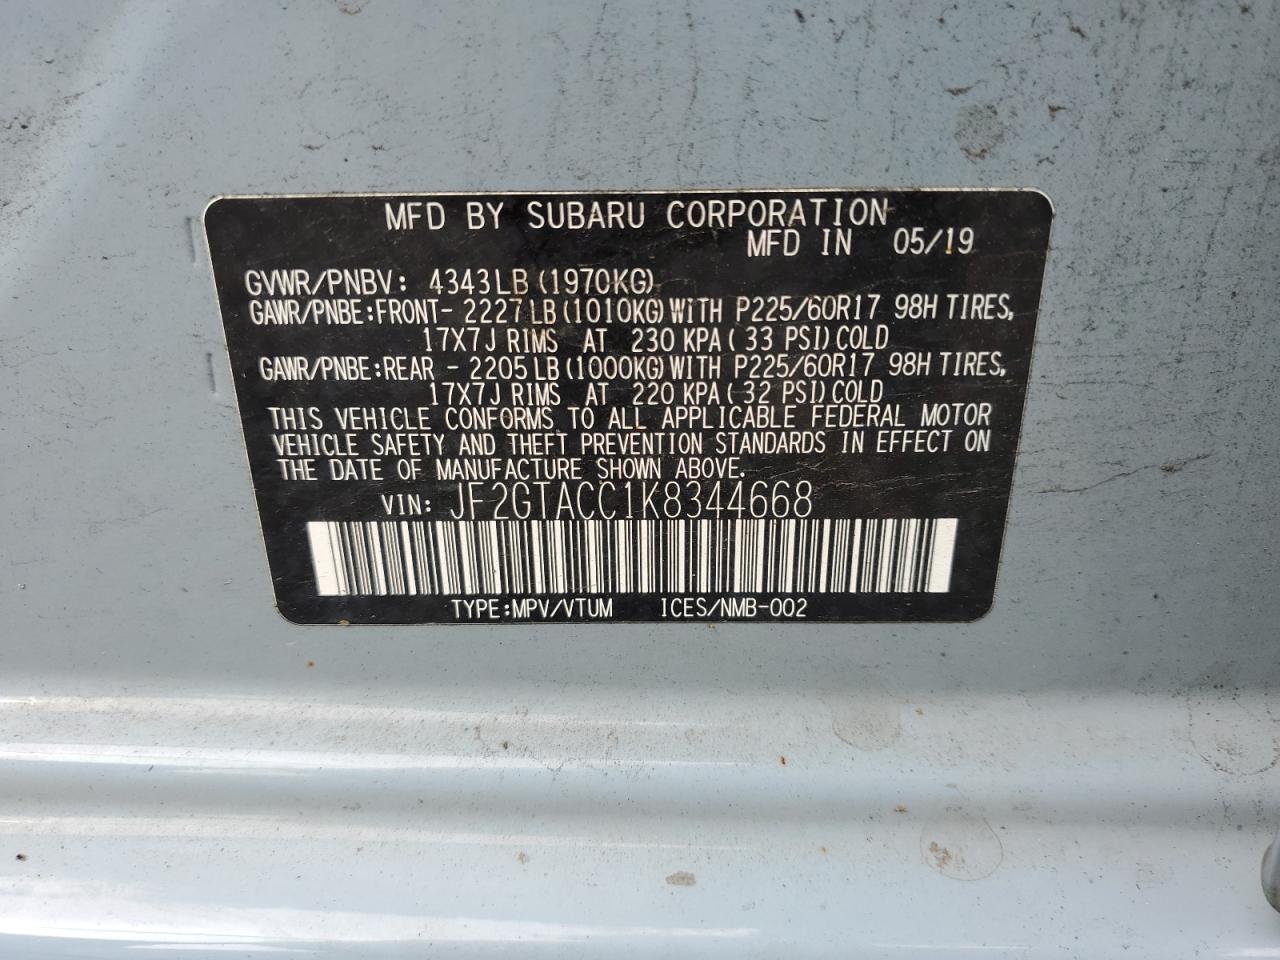 MFD BY SUBARU CORPORATION
MFD IN 05/19
GVWR/PNBV: 4343LB(1970KG)
GAWR/PNBE:FRONT- 2227LB(1010KG)WITH P225/60R17 98H TIRES,
17X7J RIMS AT 230 KPA(33 PSI)COLD
GAWR/PNBE:REAR - 2205LB(1000KG)WITH P225/60R17 98H TIRES,
17X7J RIMS AT 220 KPA(32 PSI)COLD
THIS VEHICLE CONFORMS TO ALL APPLICABLE FEDERAL MOTOR
VEHICLE SAFETY AND THEFT PREVENTION STANDARDS IN EFFECT ON
THE DATE OF MANUFACTURE SHOWN ABOVE.
VIN: JF2GTACC1K8344668
TYPE:MPV/VTUM ICES/NMB-002